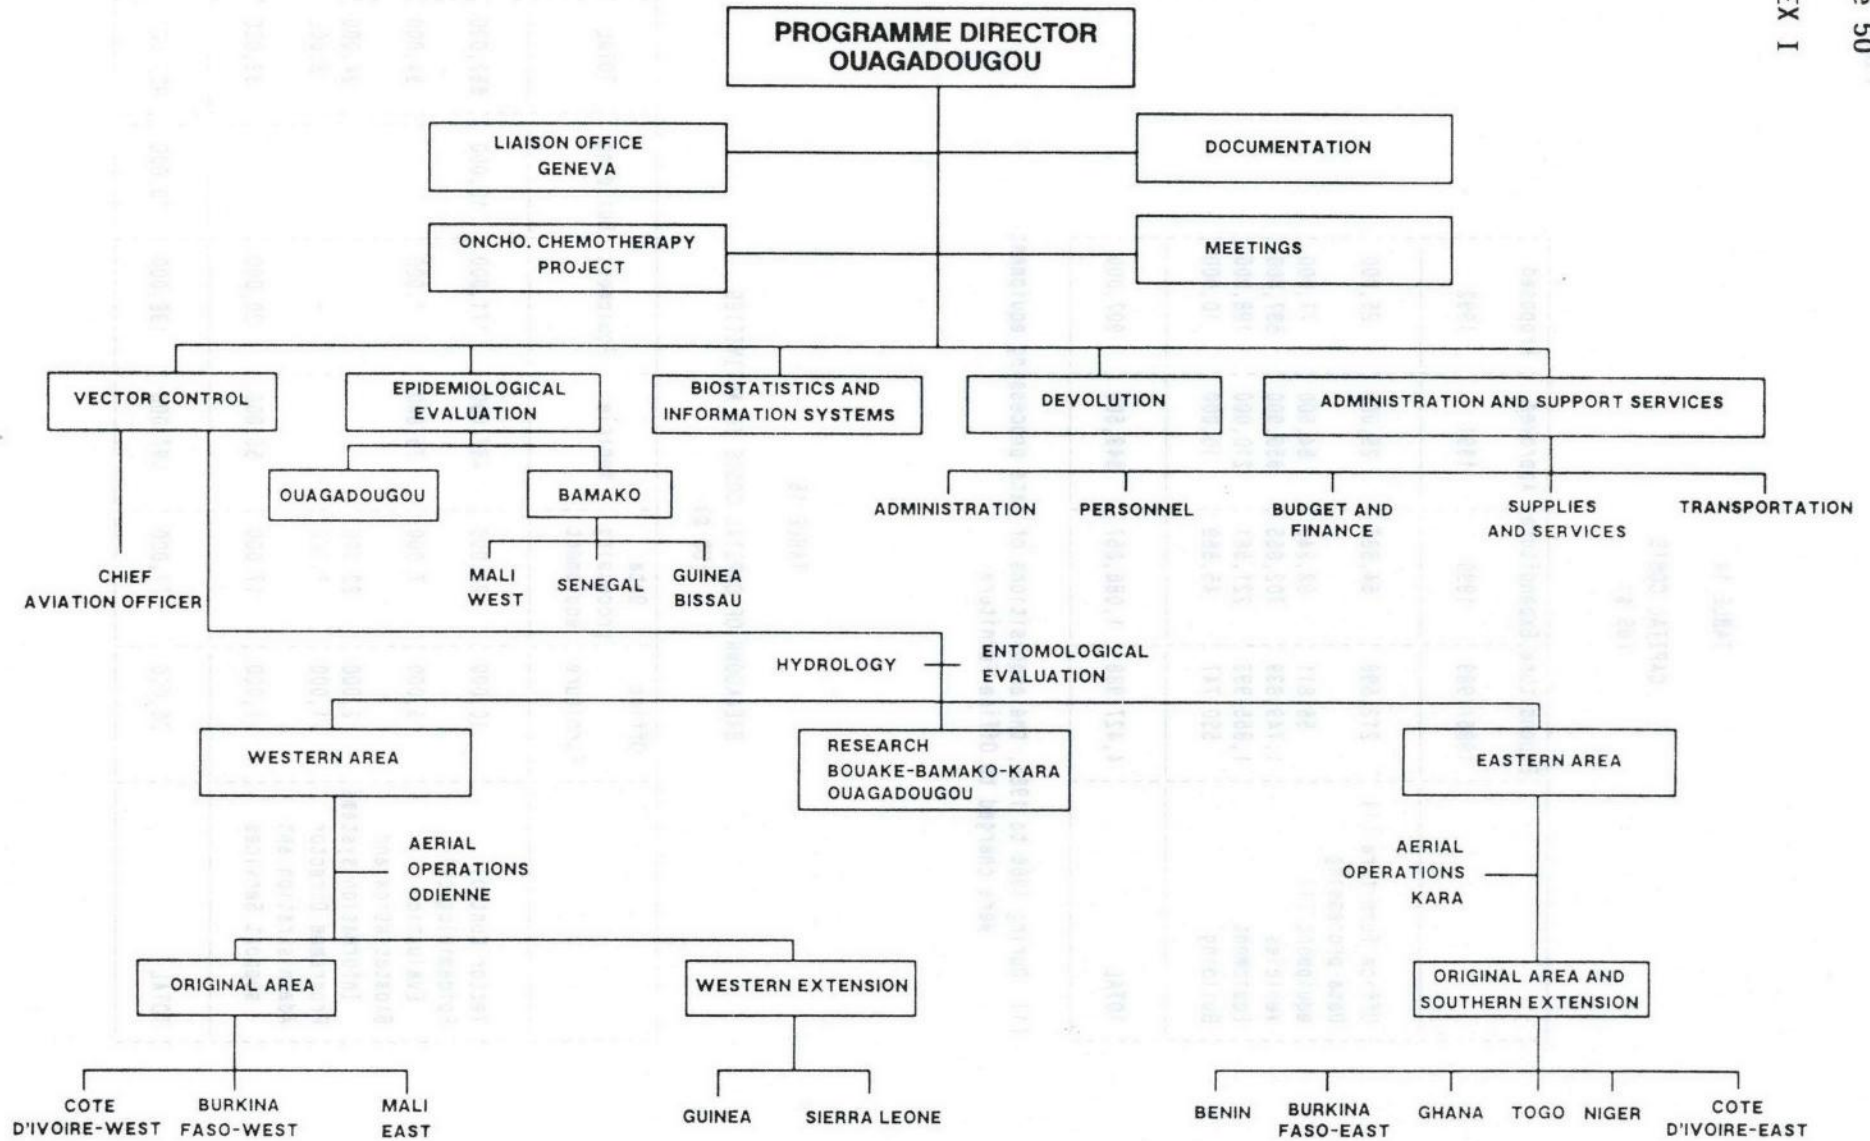 EX I
50
PROGRAMME DIRECTOR
OUAGADOUGOU
LIAISON OFFICE
GENEVA
DOCUMENTATION
ONCHO. CHEMOTHERAPY
PROJECT
MEETINGS
VECTOR CONTROL
EPIDEMIOLOGICAL
EVALUATION
BIOSTATISTICS AND
INFORMATION SYSTEMS
DEVOLUTION
ADMINISTRATION AND SUPPORT SERVICES
OUAGADOUGOU
BAMAKO
ADMINISTRATION
PERSONNEL
BUDGET AND
FINANCE
SUPPLIES
AND SERVICES
TRANSPORTATION
CHIEF
AVIATION OFFICER
MALI
WEST
SENEGAL
GUINEA
BISSAU
HYDROLOGY
ENTOMOLOGICAL
EVALUATION
WESTERN AREA
RESEARCH
BOUAKE-BAMAKO-KARA
OUAGADOUGOU
EASTERN AREA
AERIAL
OPERATIONS
ODIENNE
AERIAL
OPERATIONS
KARA
ORIGINAL AREA
WESTERN EXTENSION
ORIGINAL AREA AND
SOUTHERN EXTENSION
COTE
D'IVOIRE-WEST
BURKINA
FASO-WEST
MALI
EAST
GUINEA
SIERRA LEONE
BENIN
BURKINA
FASO-EAST
GHANA
TOGO
NIGER
COTE
D'IVOIRE-EAST